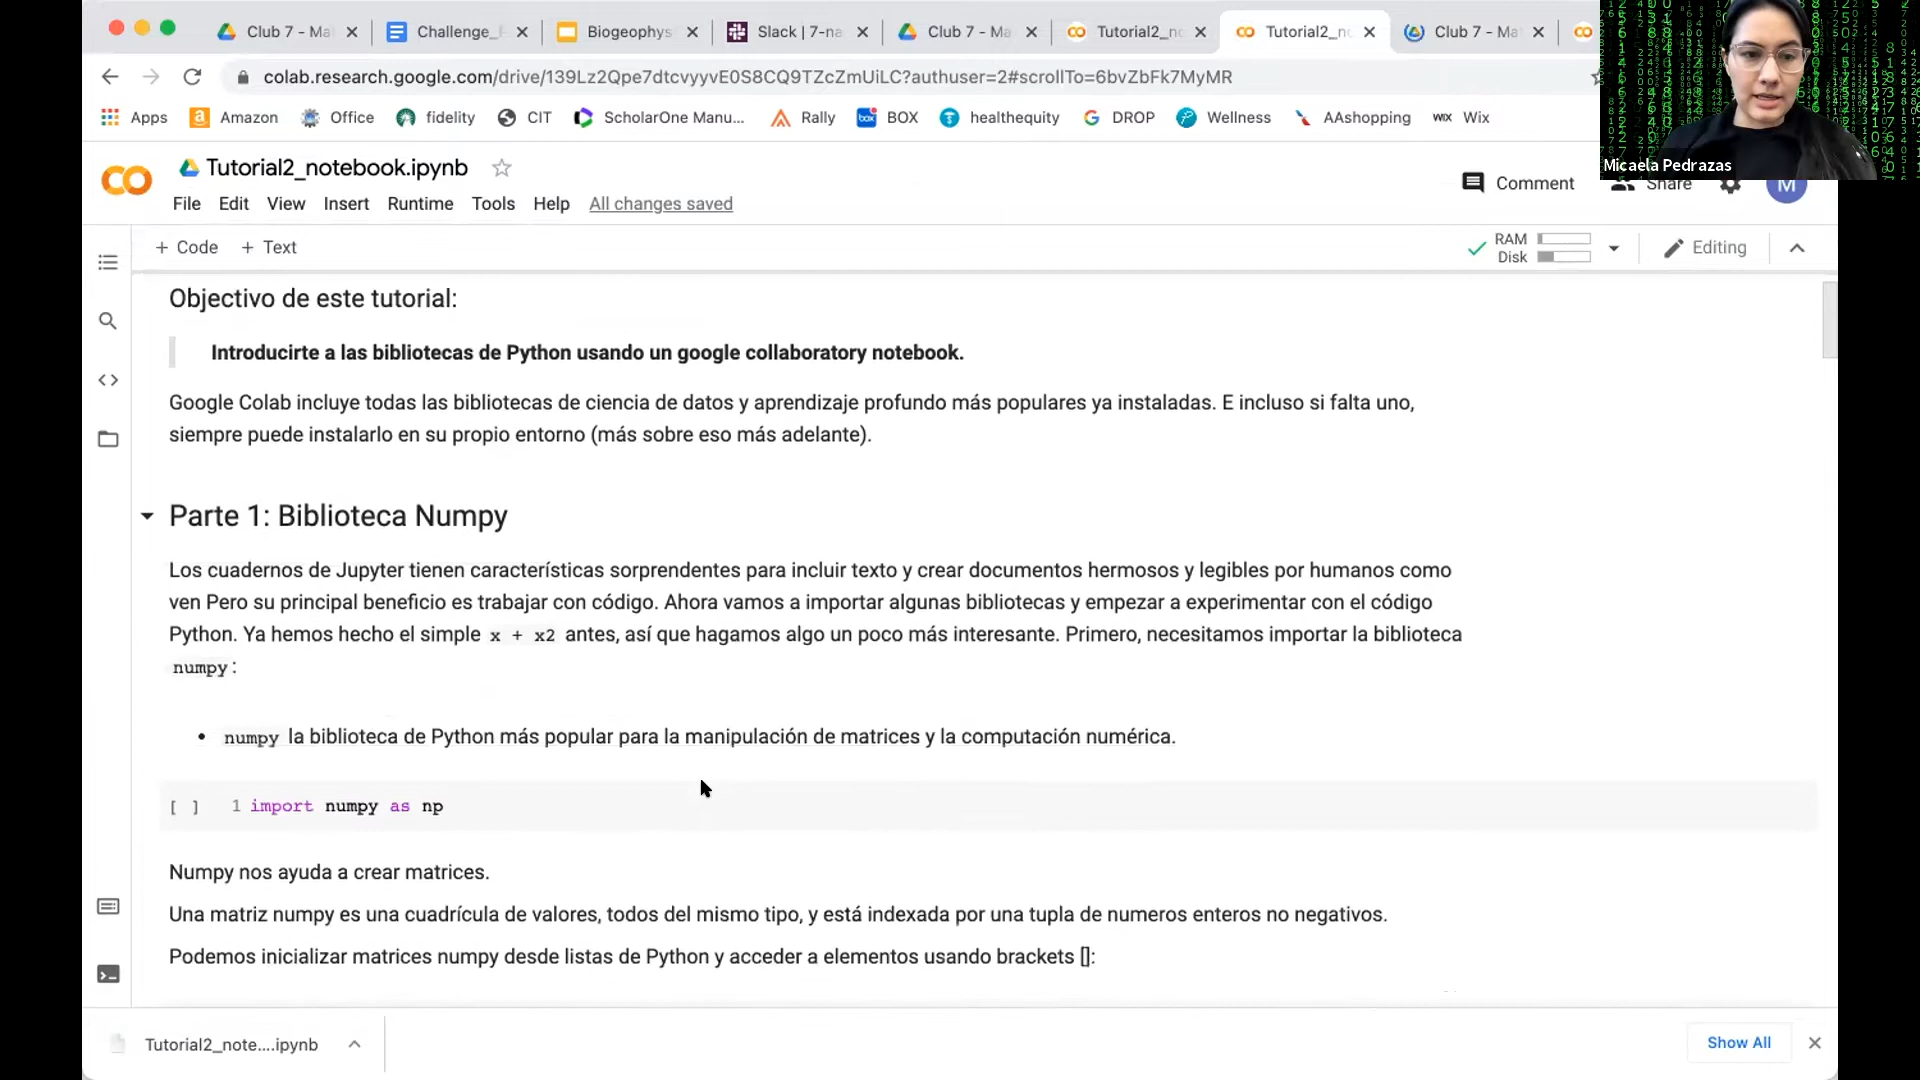 Club 7 - Ma
Challenge_
Biogeophys
Slack | 7-na
Club 7 - Ma
Tutorial2_no
Tutorial2_no
Club 7 - Ma
colab.research.google.com/drive/139Lz2Qpe7dtcvyyvE0S8CQ9TZcZmUiLC?authuser=2#scrollTo=6bvZbFk7MyMR
Apps
Amazon
Office
fidelity
CIT
ScholarOne Manu...
Rally
BOX
healthequity
DROP
Wellness
AAshopping
Wix
Micaela Pedrazas
Tutorial2_notebook.ipynb
Comment
Share
M
File Edit View Insert Runtime Tools Help All changes saved
+ Code + Text
RAM
Disk
Editing
Objectivo de este tutorial:
Introducirte a las bibliotecas de Python usando un google collaboratory notebook.
Google Colab incluye todas las bibliotecas de ciencia de datos y aprendizaje profundo más populares ya instaladas. E incluso si falta uno,
siempre puede instalarlo en su propio entorno (más sobre eso más adelante).
Parte 1: Biblioteca Numpy
Los cuadernos de Jupyter tienen características sorprendentes para incluir texto y crear documentos hermosos y legibles por humanos como
ven Pero su principal beneficio es trabajar con código. Ahora vamos a importar algunas bibliotecas y empezar a experimentar con el código
Python. Ya hemos hecho el simple x + x2 antes, así que hagamos algo un poco más interesante. Primero, necesitamos importar la biblioteca
numpy:
• numpy la biblioteca de Python más popular para la manipulación de matrices y la computación numérica.
[ ] 1 import numpy as np
Numpy nos ayuda a crear matrices.
Una matriz numpy es una cuadrícula de valores, todos del mismo tipo, y está indexada por una tupla de numeros enteros no negativos.
Podemos inicializar matrices numpy desde listas de Python y acceder a elementos usando brackets []:
Tutorial2_note....ipynb
Show All